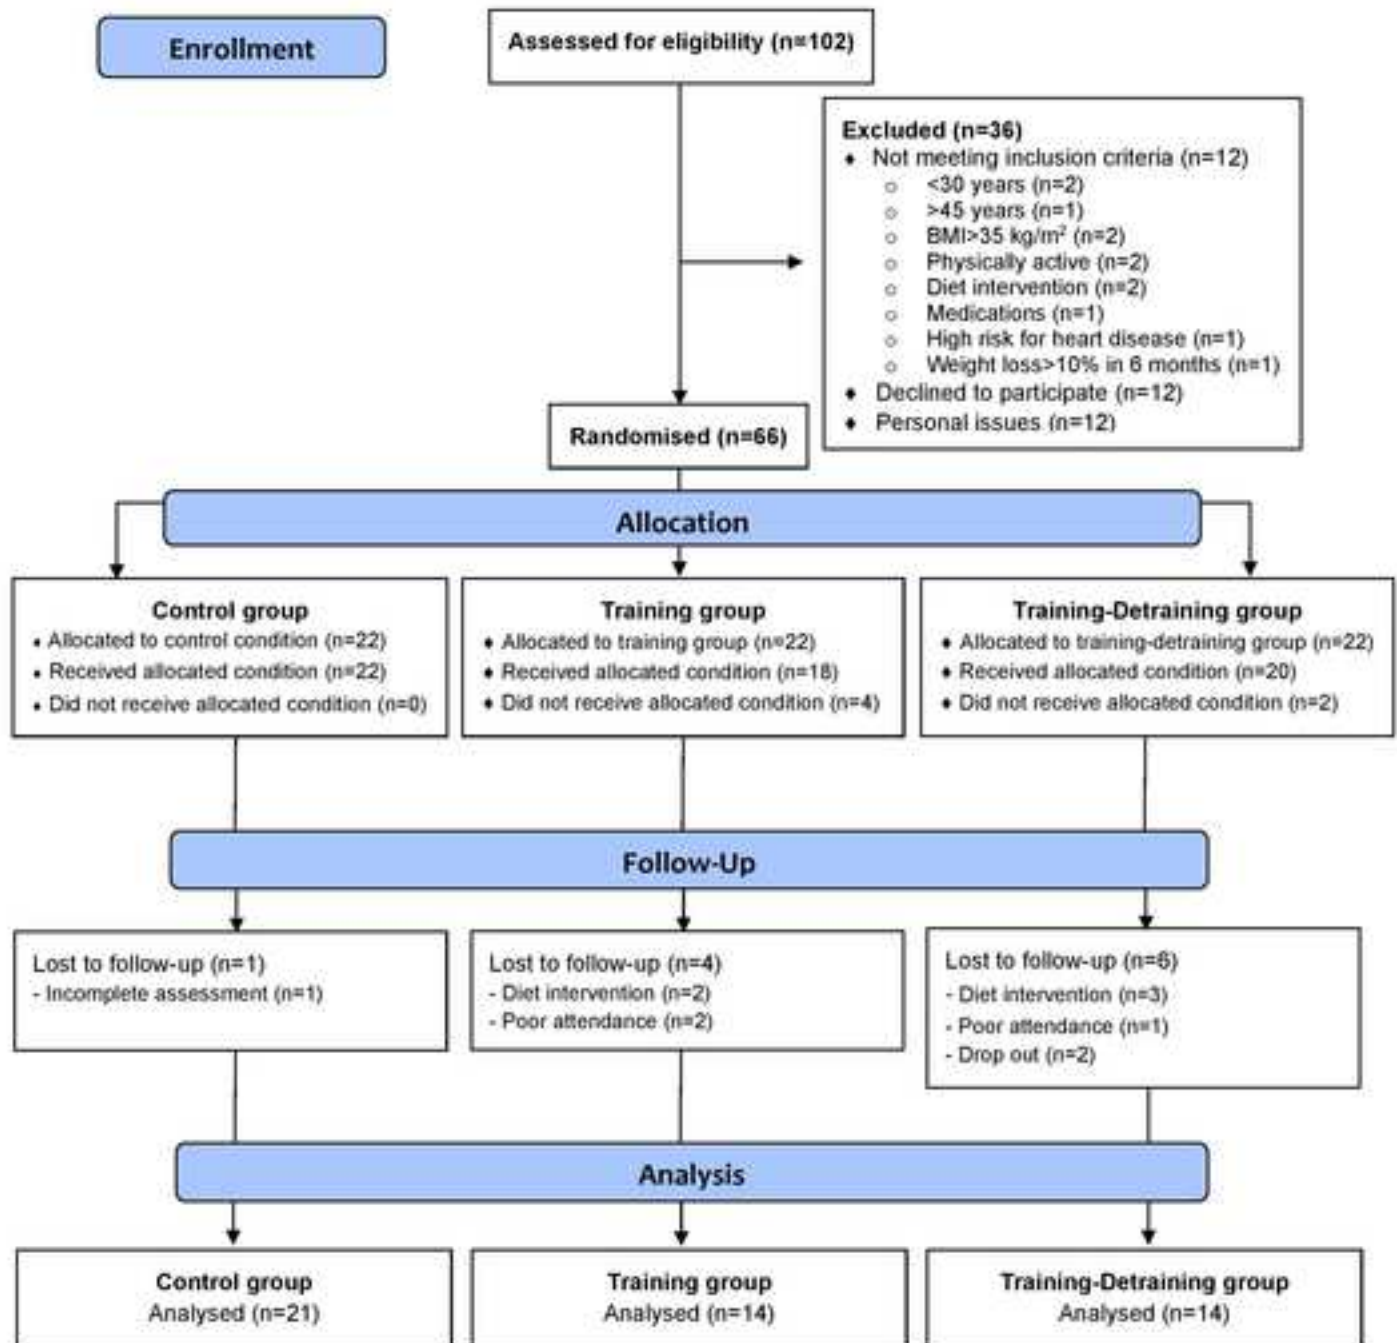 Enrollment
Assessed for eligibility (n=102)
Excluded (n=36)
♦ Not meeting inclusion criteria (n=12)
o <30 years (n=2)
o >45 years (n=1)
o BMI>35 kg/m² (n=2)
o Physically active (n=2)
o Diet intervention (n=2)
o Medications (n=1)
o High risk for heart disease (n=1)
o Weight loss>10% in 6 months (n=1)
♦ Declined to participate (n=12)
♦ Personal issues (n=12)
Randomised (n=66)
Allocation
Control group
• Allocated to control condition (n=22)
• Received allocated condition (n=22)
• Did not receive allocated condition (n=0)
Training group
♦ Allocated to training group (n=22)
♦ Received allocated condition (n=18)
♦ Did not receive allocated condition (n=4)
Training-Detraining group
♦ Allocated to training-detraining group (n=22)
♦ Received allocated condition (n=20)
♦ Did not receive allocated condition (n=2)
Follow-Up
Lost to follow-up (n=1)
- Incomplete assessment (n=1)
Lost to follow-up (n=4)
- Diet intervention (n=2)
- Poor attendance (n=2)
Lost to follow-up (n=6)
- Diet intervention (n=3)
- Poor attendance (n=1)
- Drop out (n=2)
Analysis
Control group
Analysed (n=21)
Training group
Analysed (n=14)
Training-Detraining group
Analysed (n=14)